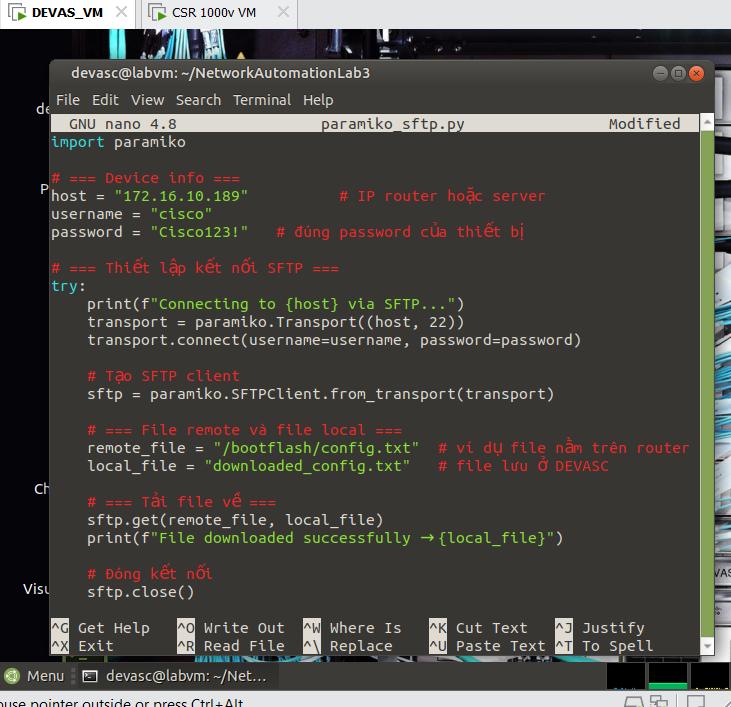 DEVAS_VM
CSR 1000v VM
devasc@labvm: ~/NetworkAutomationLab3
File Edit View Search Terminal Help
GNU nano 4.8 paramiko_sftp.py Modified
import paramiko
# === Device info ===
host = "172.16.10.189" # IP router hoặc server
username = "cisco"
password = "Cisco123!" # đúng password của thiết bị
# === Thiết lập kết nối SFTP ===
try:
print(f"Connecting to {host} via SFTP...")
transport = paramiko.Transport((host, 22))
transport.connect(username=username, password=password)
# Tạo SFTP client
sftp = paramiko.SFTPClient.from_transport(transport)
# === File remote và file local ===
remote_file = "/bootflash/config.txt" # ví dụ file nằm trên router
local_file = "downloaded_config.txt" # file lưu ở DEVASC
# === Tải file về ===
sftp.get(remote_file, local_file)
print(f"File downloaded successfully → {local_file}")
# Đóng kết nối
sftp.close()
^G Get Help ^O Write Out ^W Where Is ^K Cut Text ^J Justify
^X Exit ^R Read File ^\ Replace ^U Paste Text ^T To Spell
de
P
Ch
Visu
VAS
Menu
devasc@labvm: ~/Net...
ouse pointer outside or press Ctrl+Alt.